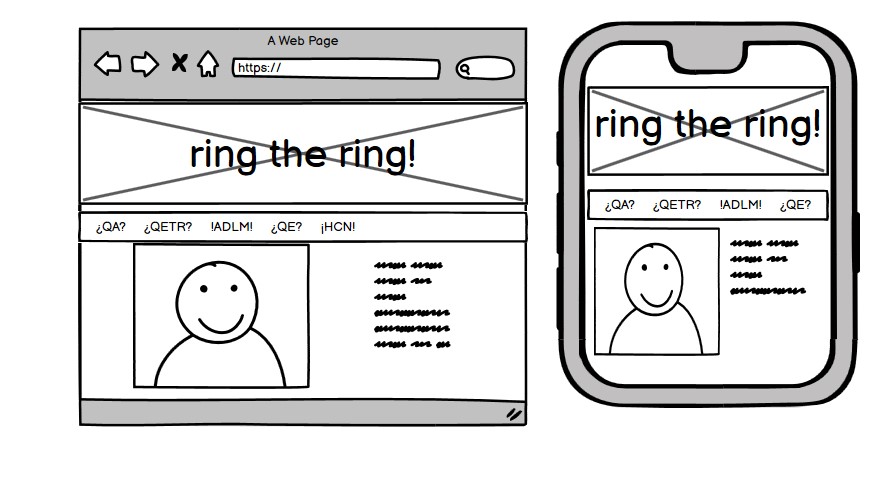 A Web Page
https://
ring the ring!
¿QA? ¿QETR? !ADLM! ¿QE? ¡HCN!
ring the ring!
¿QA? ¿QETR? !ADLM! ¿QE?